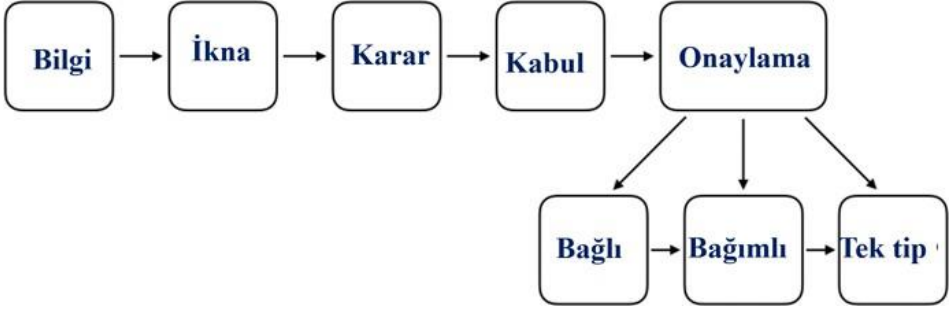 Bilgi
İkna
Karar
Kabul
Onaylama
Bağlı
Bağımlı
Tek tip